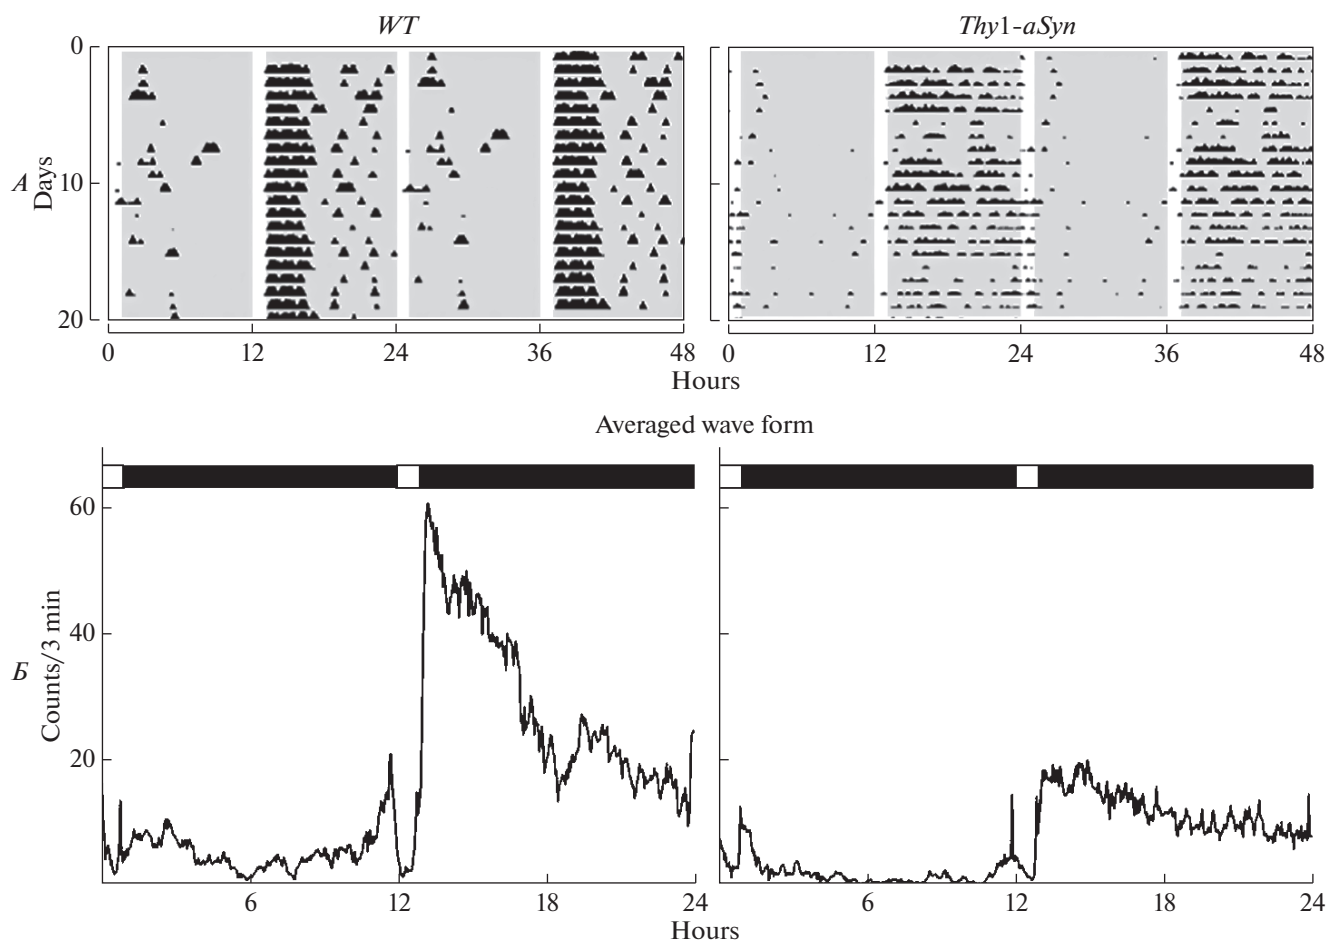 WT
Thy1-aSyn
0
10
20
А
Days
0 12 24 36 48
0 12 24 36 48
Hours
Averaged wave form
60
40
20
Б
Counts/3 min
6 12 18 24
6 12 18 24
Hours